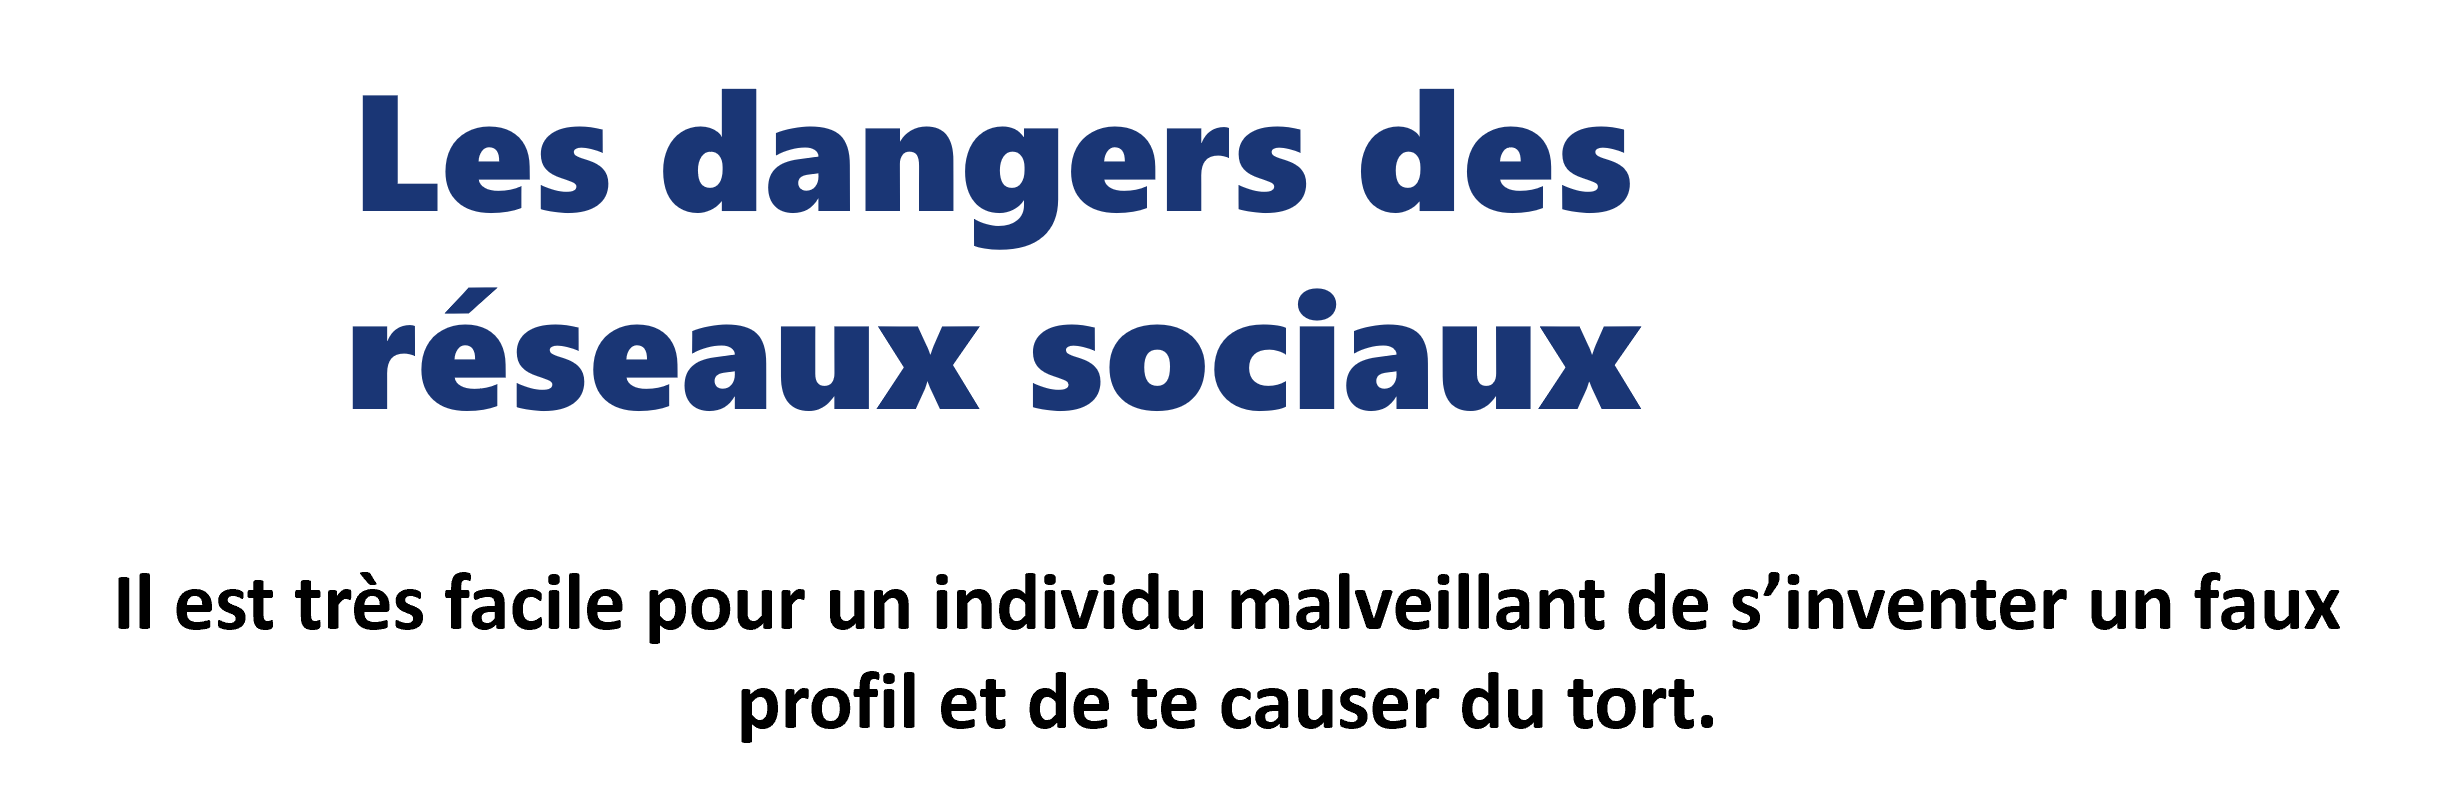 Les dangers des
réseaux sociaux
Il est très facile pour un individu malveillant de s’inventer un faux
profil et de te causer du tort.